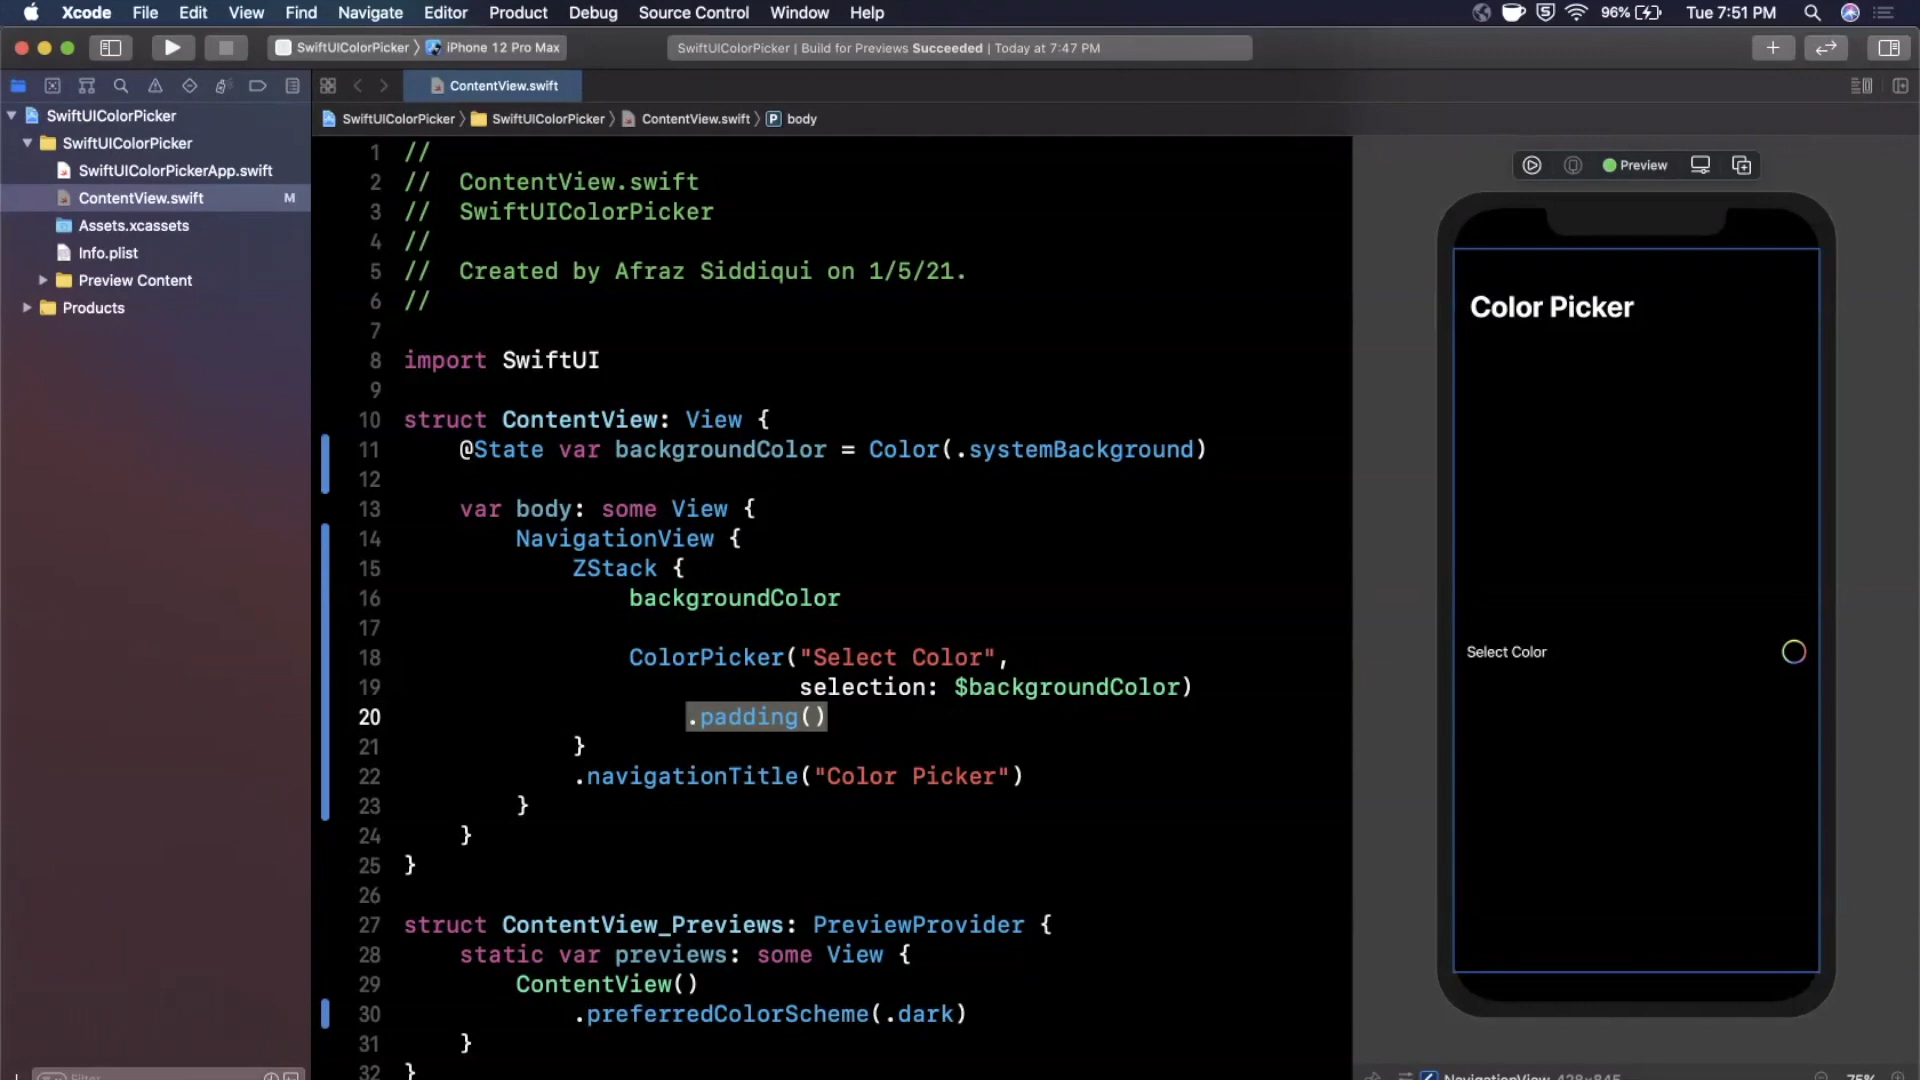 Xcode File Edit View Find Navigate Editor Product Debug Source Control Window Help 96% Tue 7:51 PM
SwiftUIColorPicker iPhone 12 Pro Max SwiftUIColorPicker | Build for Previews Succeeded | Today at 7:47 PM
ContentView.swift
SwiftUIColorPicker SwiftUIColorPicker ContentView.swift P body
SwiftUIColorPicker
SwiftUIColorPicker
SwiftUIColorPickerApp.swift
ContentView.swift M
Assets.xcassets
Info.plist
Preview Content
Products
1 //
2 // ContentView.swift
3 // SwiftUIColorPicker
4 //
5 // Created by Afraz Siddiqui on 1/5/21.
6 //
7
8 import SwiftUI
9
10 struct ContentView: View {
11 @State var backgroundColor = Color(.systemBackground)
12
13 var body: some View {
14 NavigationView {
15 ZStack {
16 backgroundColor
17
18 ColorPicker("Select Color",
19 selection: $backgroundColor)
20 .padding()
21 }
22 .navigationTitle("Color Picker")
23 }
24 }
25 }
26
27 struct ContentView_Previews: PreviewProvider {
28 static var previews: some View {
29 ContentView()
30 .preferredColorScheme(.dark)
31 }
32 }
Preview
Color Picker
Select Color
Filter
NavigationView 428x845
75%